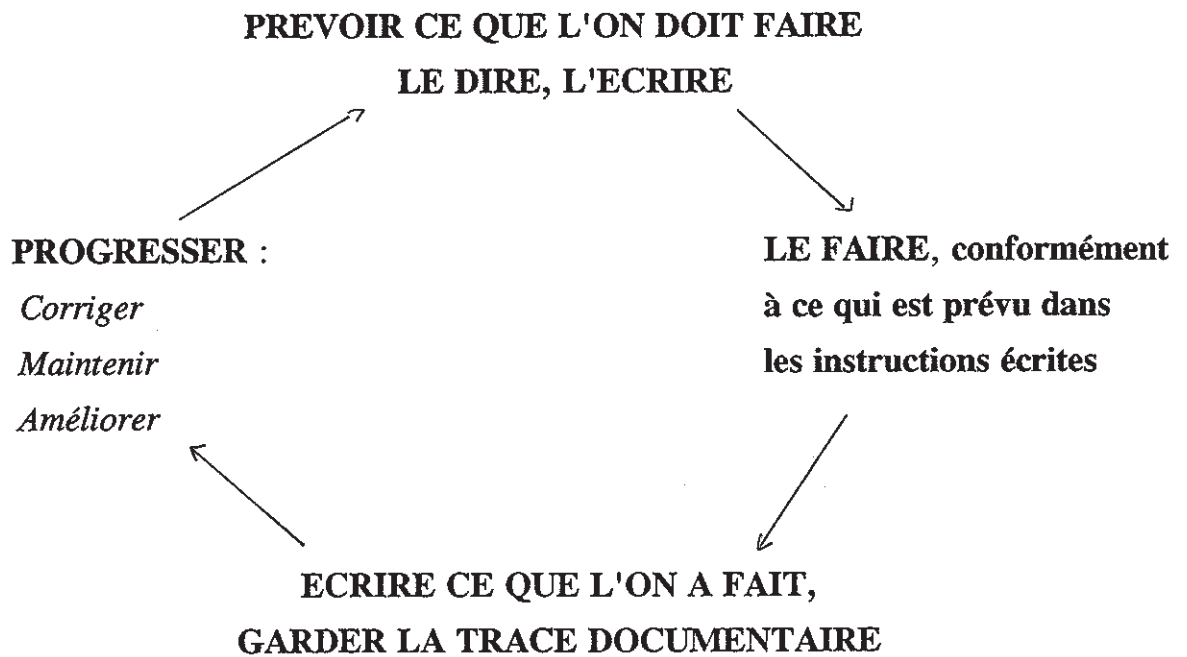 PREVOIR CE QUE L'ON DOIT FAIRE
LE DIRE, L'ECRIRE
LE FAIRE, conformément
à ce qui est prévu dans
les instructions écrites
ECRIRE CE QUE L'ON A FAIT,
GARDER LA TRACE DOCUMENTAIRE
PROGRESSER :
Corriger
Maintenir
Améliorer